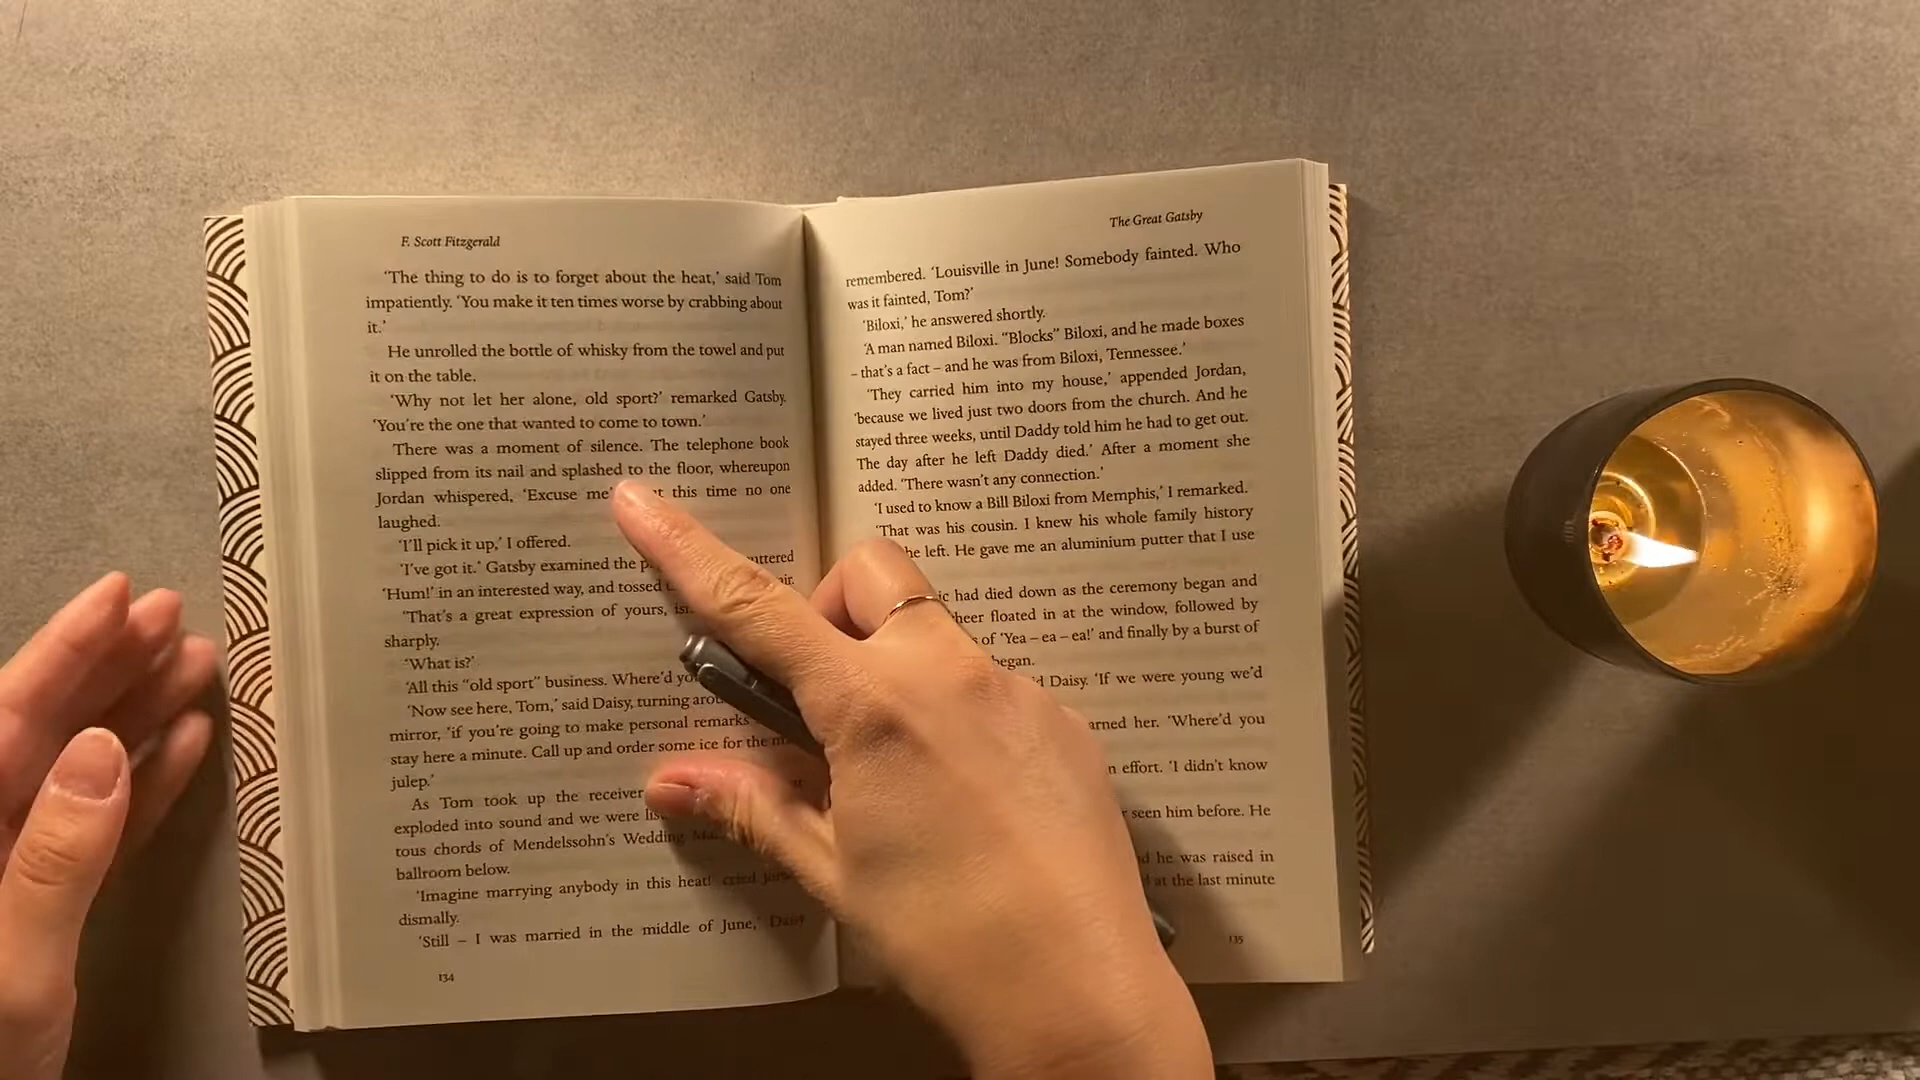 F. Scott Fitzgerald
‘The thing to do is to forget about the heat,’ said Tom
impatiently. ‘You make it ten times worse by crabbing about
it.’
He unrolled the bottle of whisky from the towel and put
it on the table.
‘Why not let her alone, old sport?’ remarked Gatsby.
‘You're the one that wanted to come to town.’
There was a moment of silence. The telephone book
slipped from its nail and splashed to the floor, whereupon
Jordan whispered, ‘Excuse me’ this time no one
laughed.
‘I'll pick it up,’ I offered.
‘I've got it.’ Gatsby examined the
‘Hum!’ in an interested way, and tossed
‘That's a great expression of yours,
sharply.
‘What is?’
‘All this “old sport” business. Where'd
‘Now see here, Tom,’ said Daisy, turning
mirror, ‘if you're going to make personal remarks
stay here a minute. Call up and order some ice for the
julep.’
As Tom took up the receiver
exploded into sound and we were
tous chords of Mendelssohn's Wedding
ballroom below.
‘Imagine marrying anybody in this heat!’ cried
dismally.
‘Still – I was married in the middle of June,’ Daisy
134
The Great Gatsby
remembered. ‘Louisville in June! Somebody fainted. Who
was it fainted, Tom?’
‘Biloxi,’ he answered shortly.
‘A man named Biloxi. “Blocks” Biloxi, and he made boxes
– that's a fact – and he was from Biloxi, Tennessee.’
‘They carried him into my house,’ appended Jordan,
‘because we lived just two doors from the church. And he
stayed three weeks, until Daddy told him he had to get out.
The day after he left Daddy died.’ After a moment she
added. ‘There wasn't any connection.’
‘I used to know a Bill Biloxi from Memphis,’ I remarked.
‘That was his cousin. I knew his whole family history
he left. He gave me an aluminium putter that I use
had died down as the ceremony began and
floated in at the window, followed by
of ‘Yea – ea – ea!’ and finally by a burst of
began.
Daisy. ‘If we were young we'd
her. ‘Where'd you
effort. ‘I didn't know
seen him before. He
he was raised in
at the last minute
135